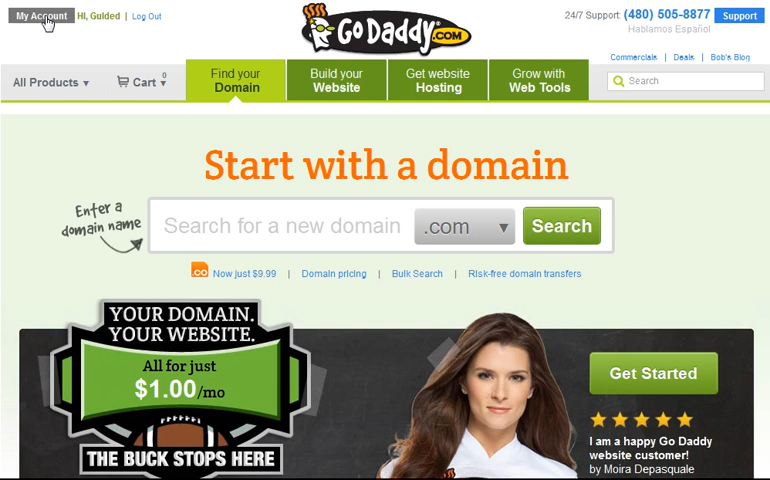 My Account Hi, Guided | Log Out
GoDaddy.COM
24/7 Support: (480) 505-8877 Support
Hablamos Español
Commercials | Deals | Bob's Blog
All Products ▼ Cart 0 ▼
Find your Domain
Build your Website
Get website Hosting
Grow with Web Tools
Search
Start with a domain
Enter a
domain name
Search for a new domain .com ▼ Search
.co Now just $9.99 | Domain pricing | Bulk Search | Risk-free domain transfers
YOUR DOMAIN.
YOUR WEBSITE.
All for just
$1.00/mo
THE BUCK STOPS HERE
Get Started
I am a happy Go Daddy
website customer!
by Moira Depasquale